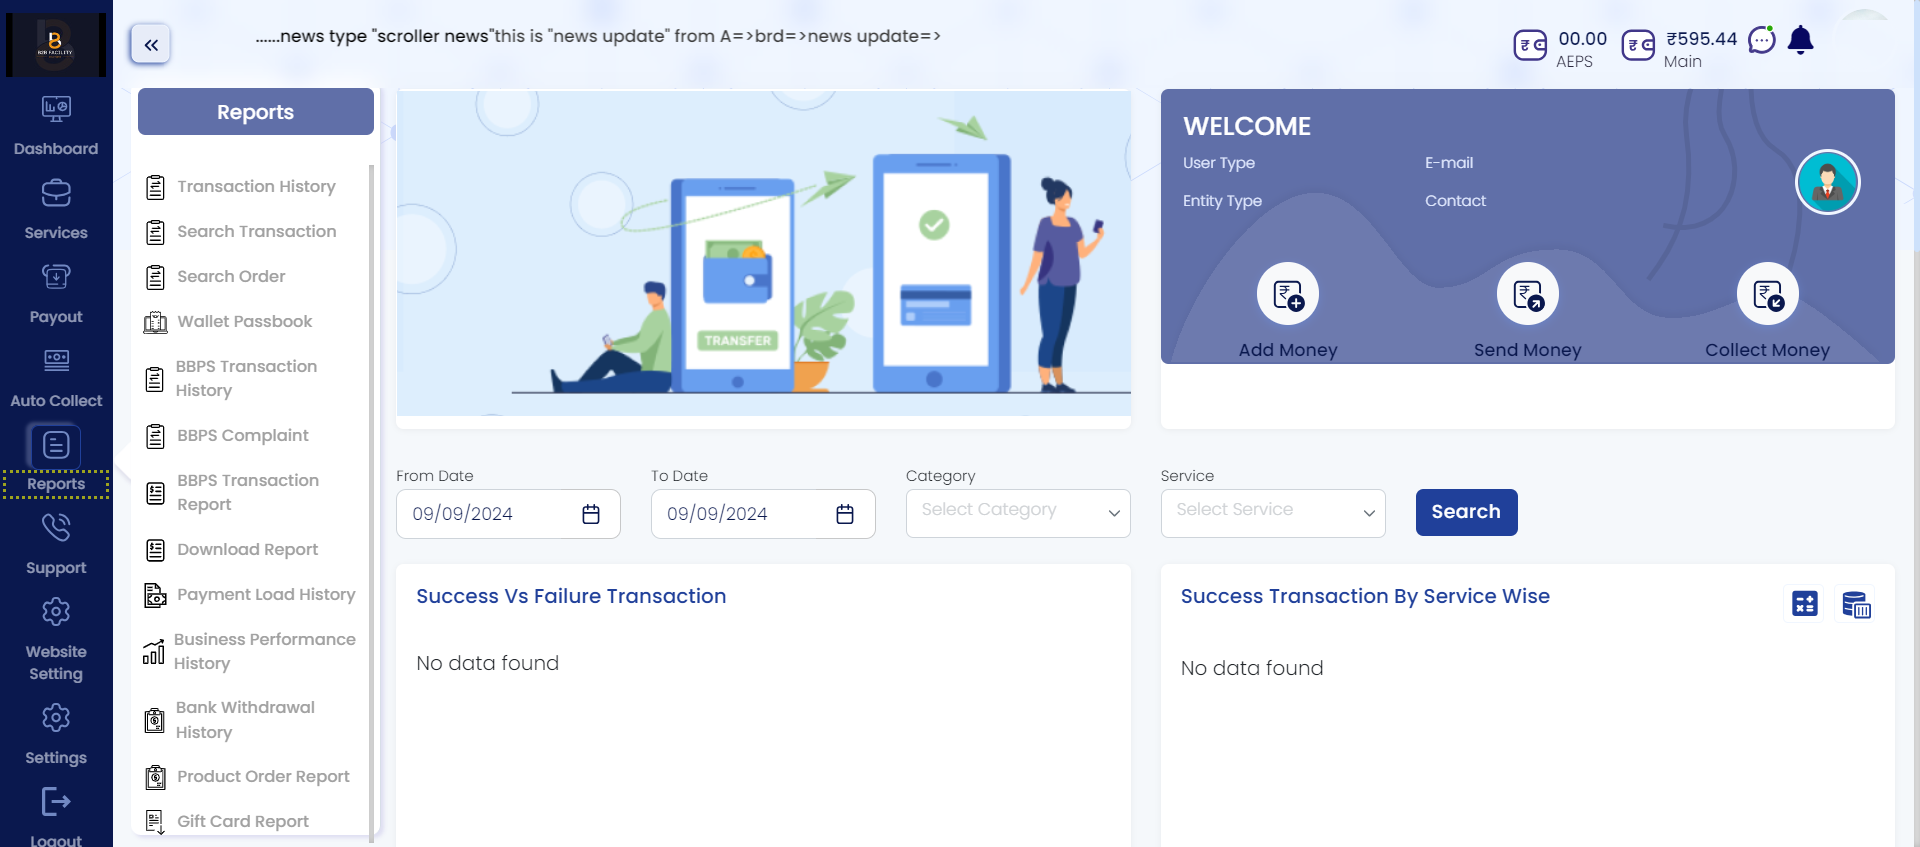 B2B FACILITY
......news type "scroller news"this is "news update" from A=>brd=>news update=>
00.00
AEPS
₹595.44
Main
Dashboard
Services
Payout
Auto Collect
Reports
Support
Website
Setting
Settings
Logout
Reports
Transaction History
Search Transaction
Search Order
Wallet Passbook
BBPS Transaction
History
BBPS Complaint
BBPS Transaction
Report
Download Report
Payment Load History
Business Performance
History
Bank Withdrawal
History
Product Order Report
Gift Card Report
TRANSFER
WELCOME
User Type
E-mail
Entity Type
Contact
Add Money
Send Money
Collect Money
From Date
To Date
Category
Service
09/09/2024
09/09/2024
Select Category
Select Service
Search
Success Vs Failure Transaction
No data found
Success Transaction By Service Wise
No data found